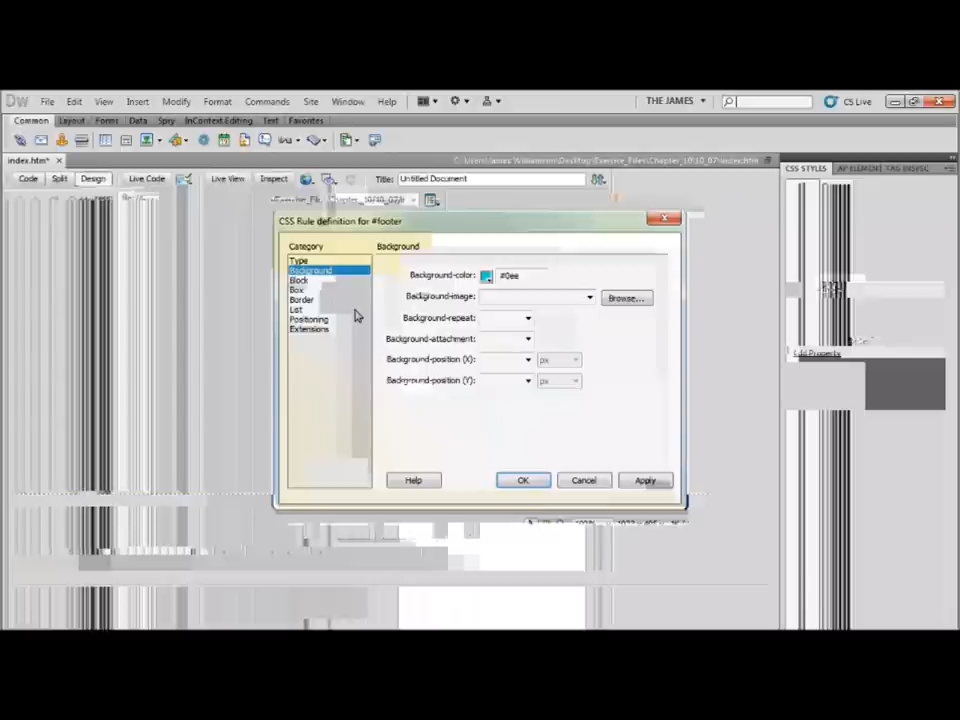 Dw File Edit View Insert Modify Format Commands Site Window Help THE JAMES CS Live
Common Layout Forms Data Spry InContext Editing Text Favorites
index.htm* ×
CSS STYLES
Code Split Design Live Code Live View Inspect Title: Untitled Document
CSS Rule definition for #footer
Category
Background
Type
Background
Block
Box
Border
List
Positioning
Extensions
Background-color: #0ee
Background-image: Browse...
Background-repeat:
Background-attachment:
Background-position (X): px
Background-position (Y): px
Help OK Cancel Apply
Add Property